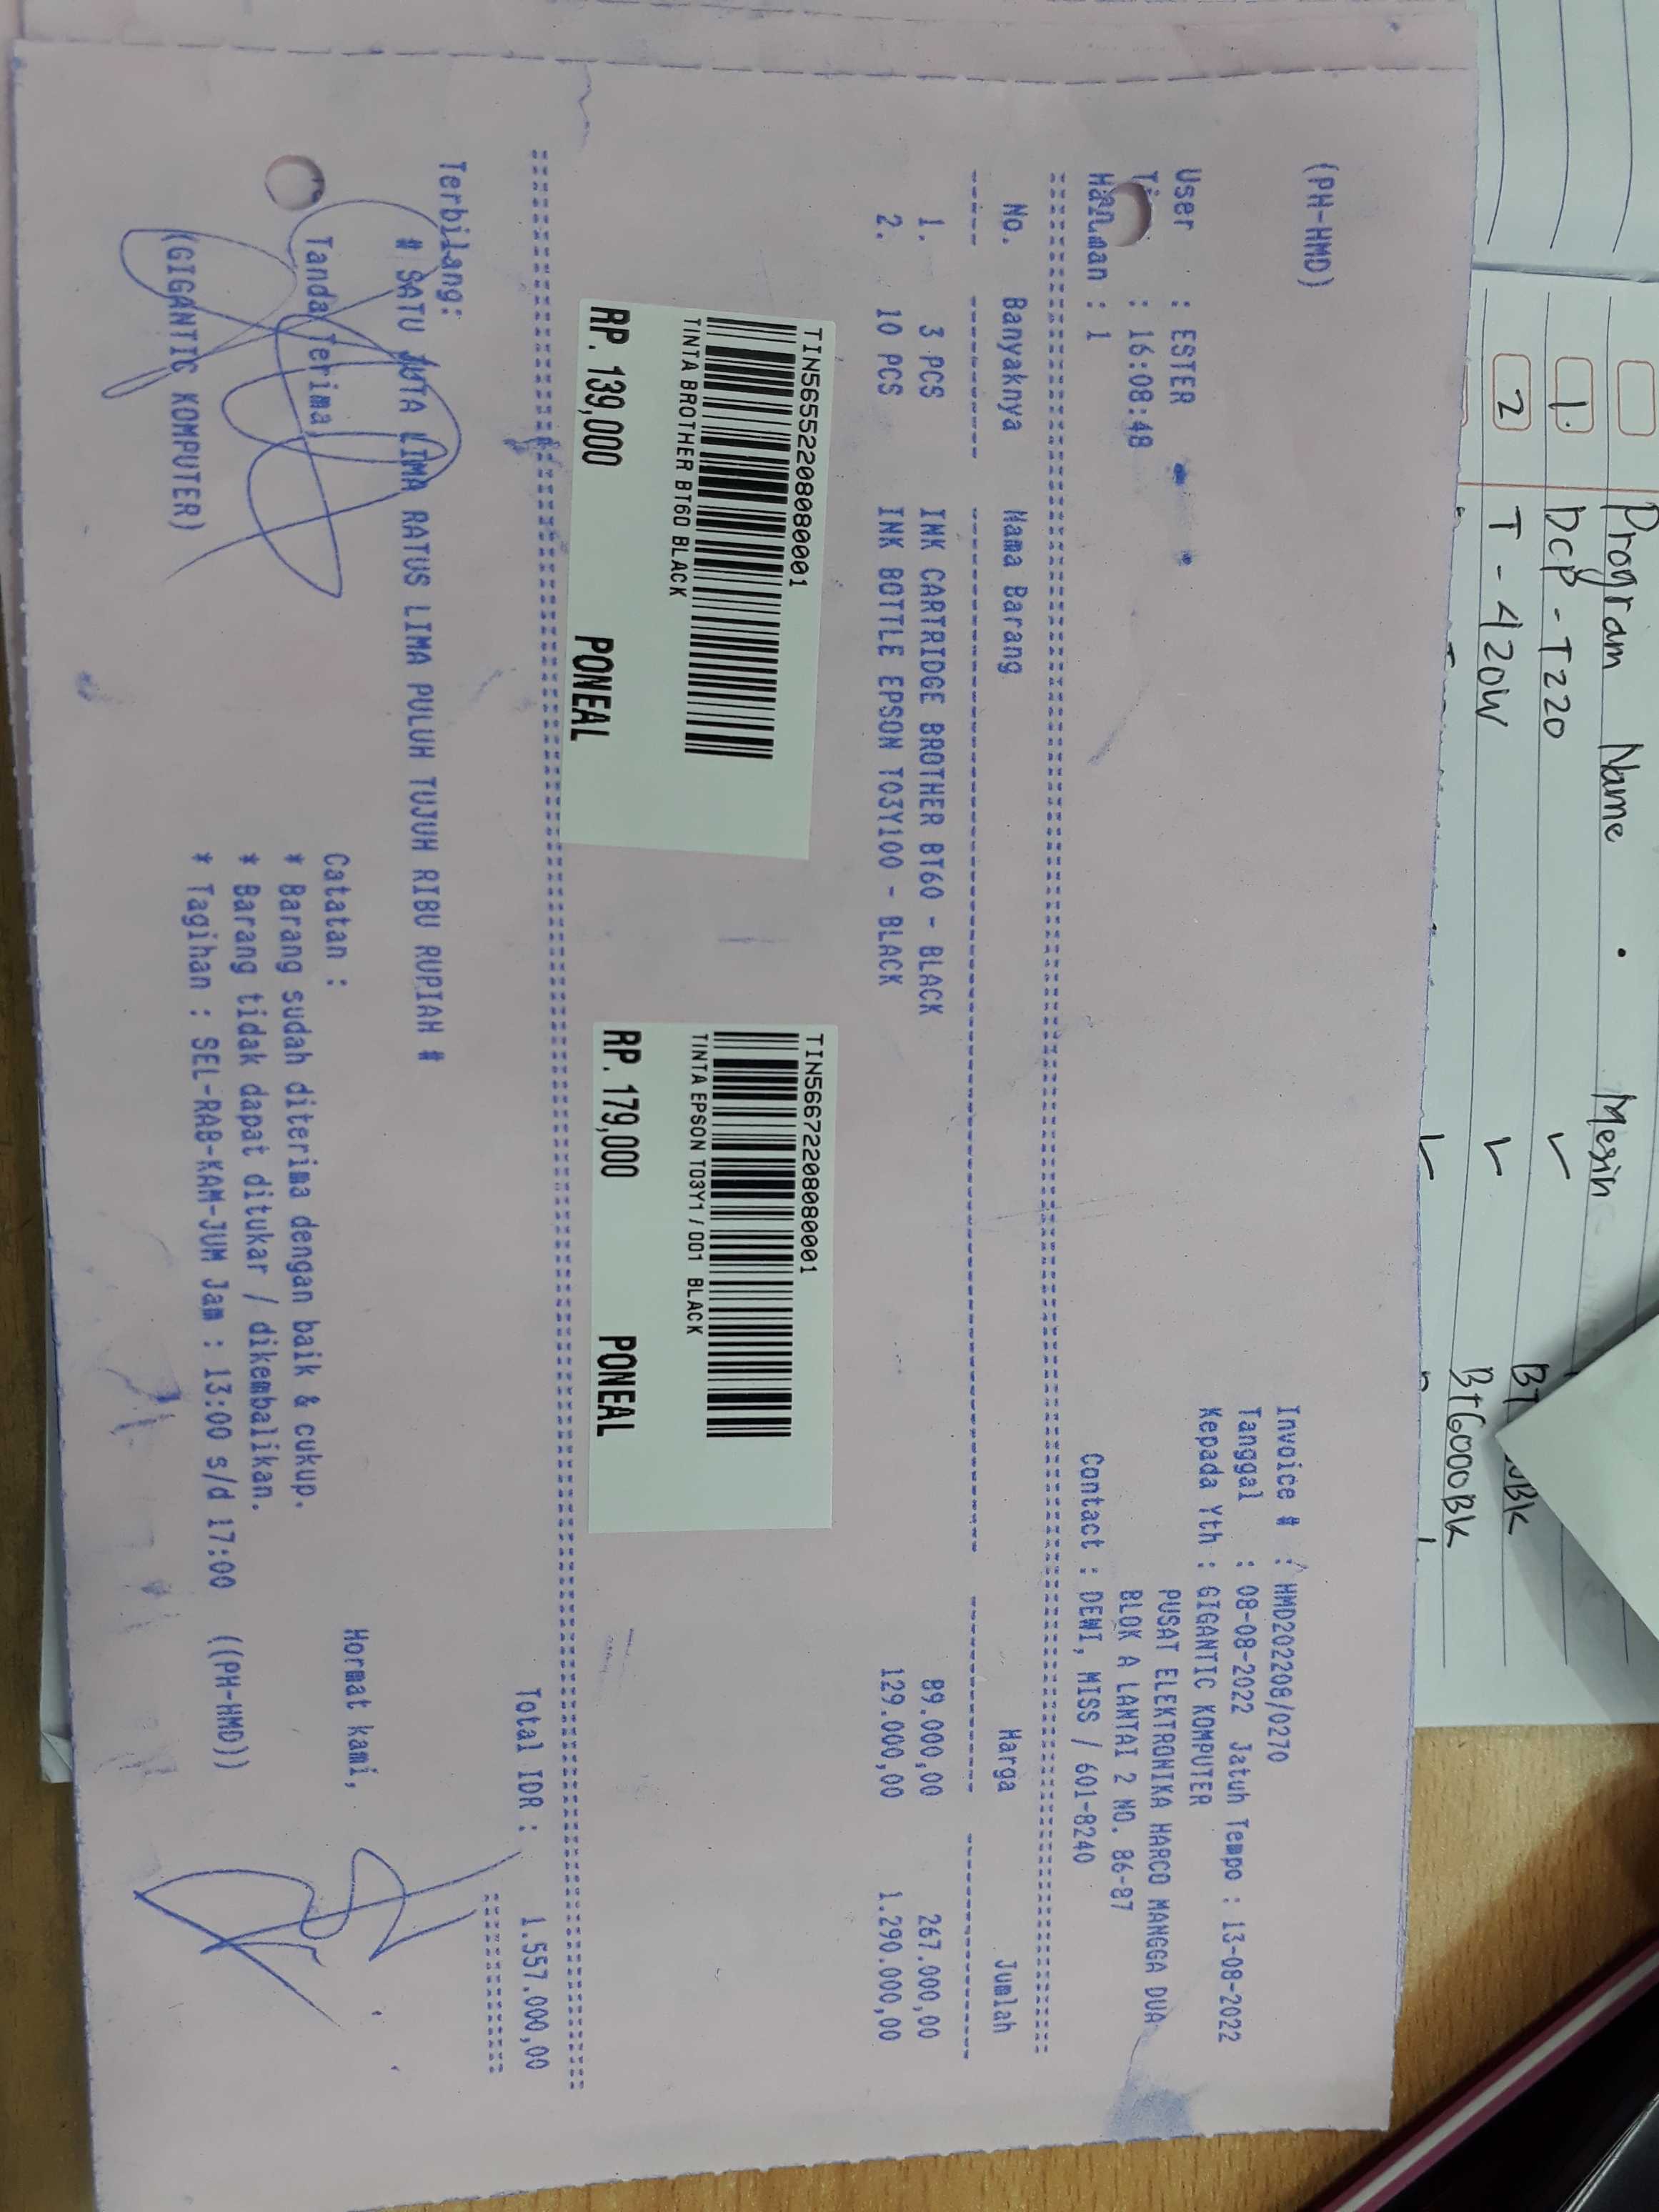 (PH-HMD)
Invoice # : HMD202208/0270
Tanggal : 08-08-2022 Jatuh Tempo : 13-08-2022
User : ESTER
Kepada Yth : GIGANTIC KOMPUTER
PUSAT ELEKTRONIKA HARCO MANGGA DUA
: 16:08:48
BLOK A LANTAI 2 NO. 86-87
: 1
Contact : DEWI, MISS / 601-8240
No. Banyaknya Nama Barang Harga Jumlah
1. 3 PCS INK CARTRIDGE BROTHER BT60 - BLACK 89.000,00 267.000,00
2. 10 PCS INK BOTTLE EPSON T03Y100 - BLACK 129.000,00 1.290.000,00
TIN5655220808080001
TINTA BROTHER BT60 BLACK
RP. 139,000 PONEAL
TIN5667220808080001
TINTA EPSON T03Y1 / 001 BLACK
RP. 179,000 PONEAL
Total IDR : 1.557.000,00
Terbilang:
# SATU JUTA LIMA RATUS LIMA PULUH TUJUH RIBU RUPIAH #
Tanda Terima,
(GIGANTIC KOMPUTER)
Catatan :
* Barang sudah diterima dengan baik & cukup.
* Barang tidak dapat ditukar / dikembalikan.
* Tagihan : SEL-RAB-KAM-JUM Jam : 13:00 s/d 17:00
Hormat kami,
((PH-HMD))
Program Name . Mesin
1. DCP - T220 ✓
2 T - 420W ✓
Bt6000BK